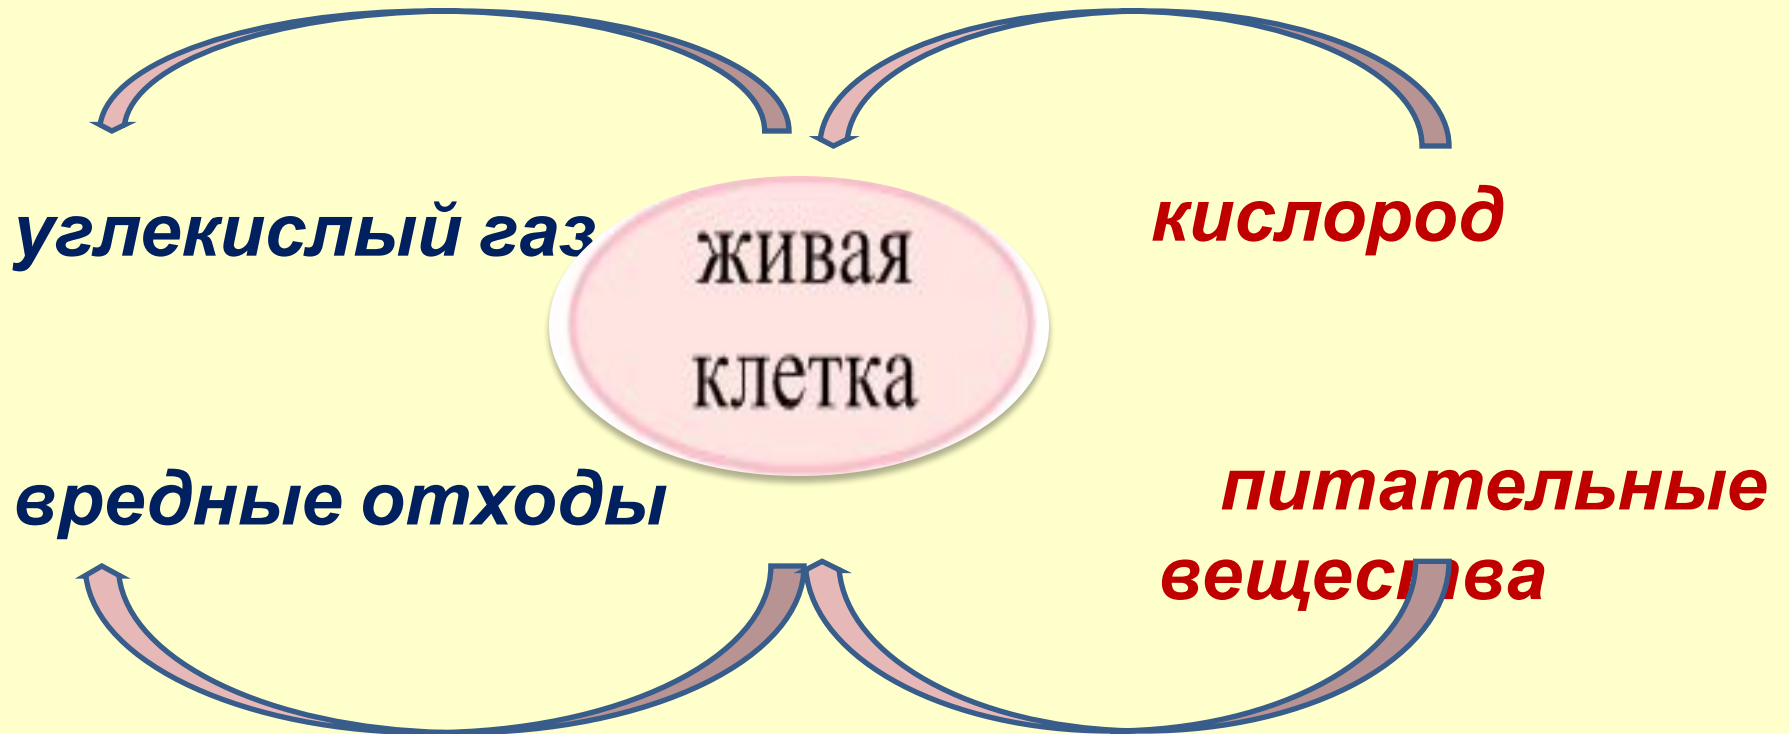 углекислый газ
живая
клетка
кислород
вредные отходы
питательные
вещества